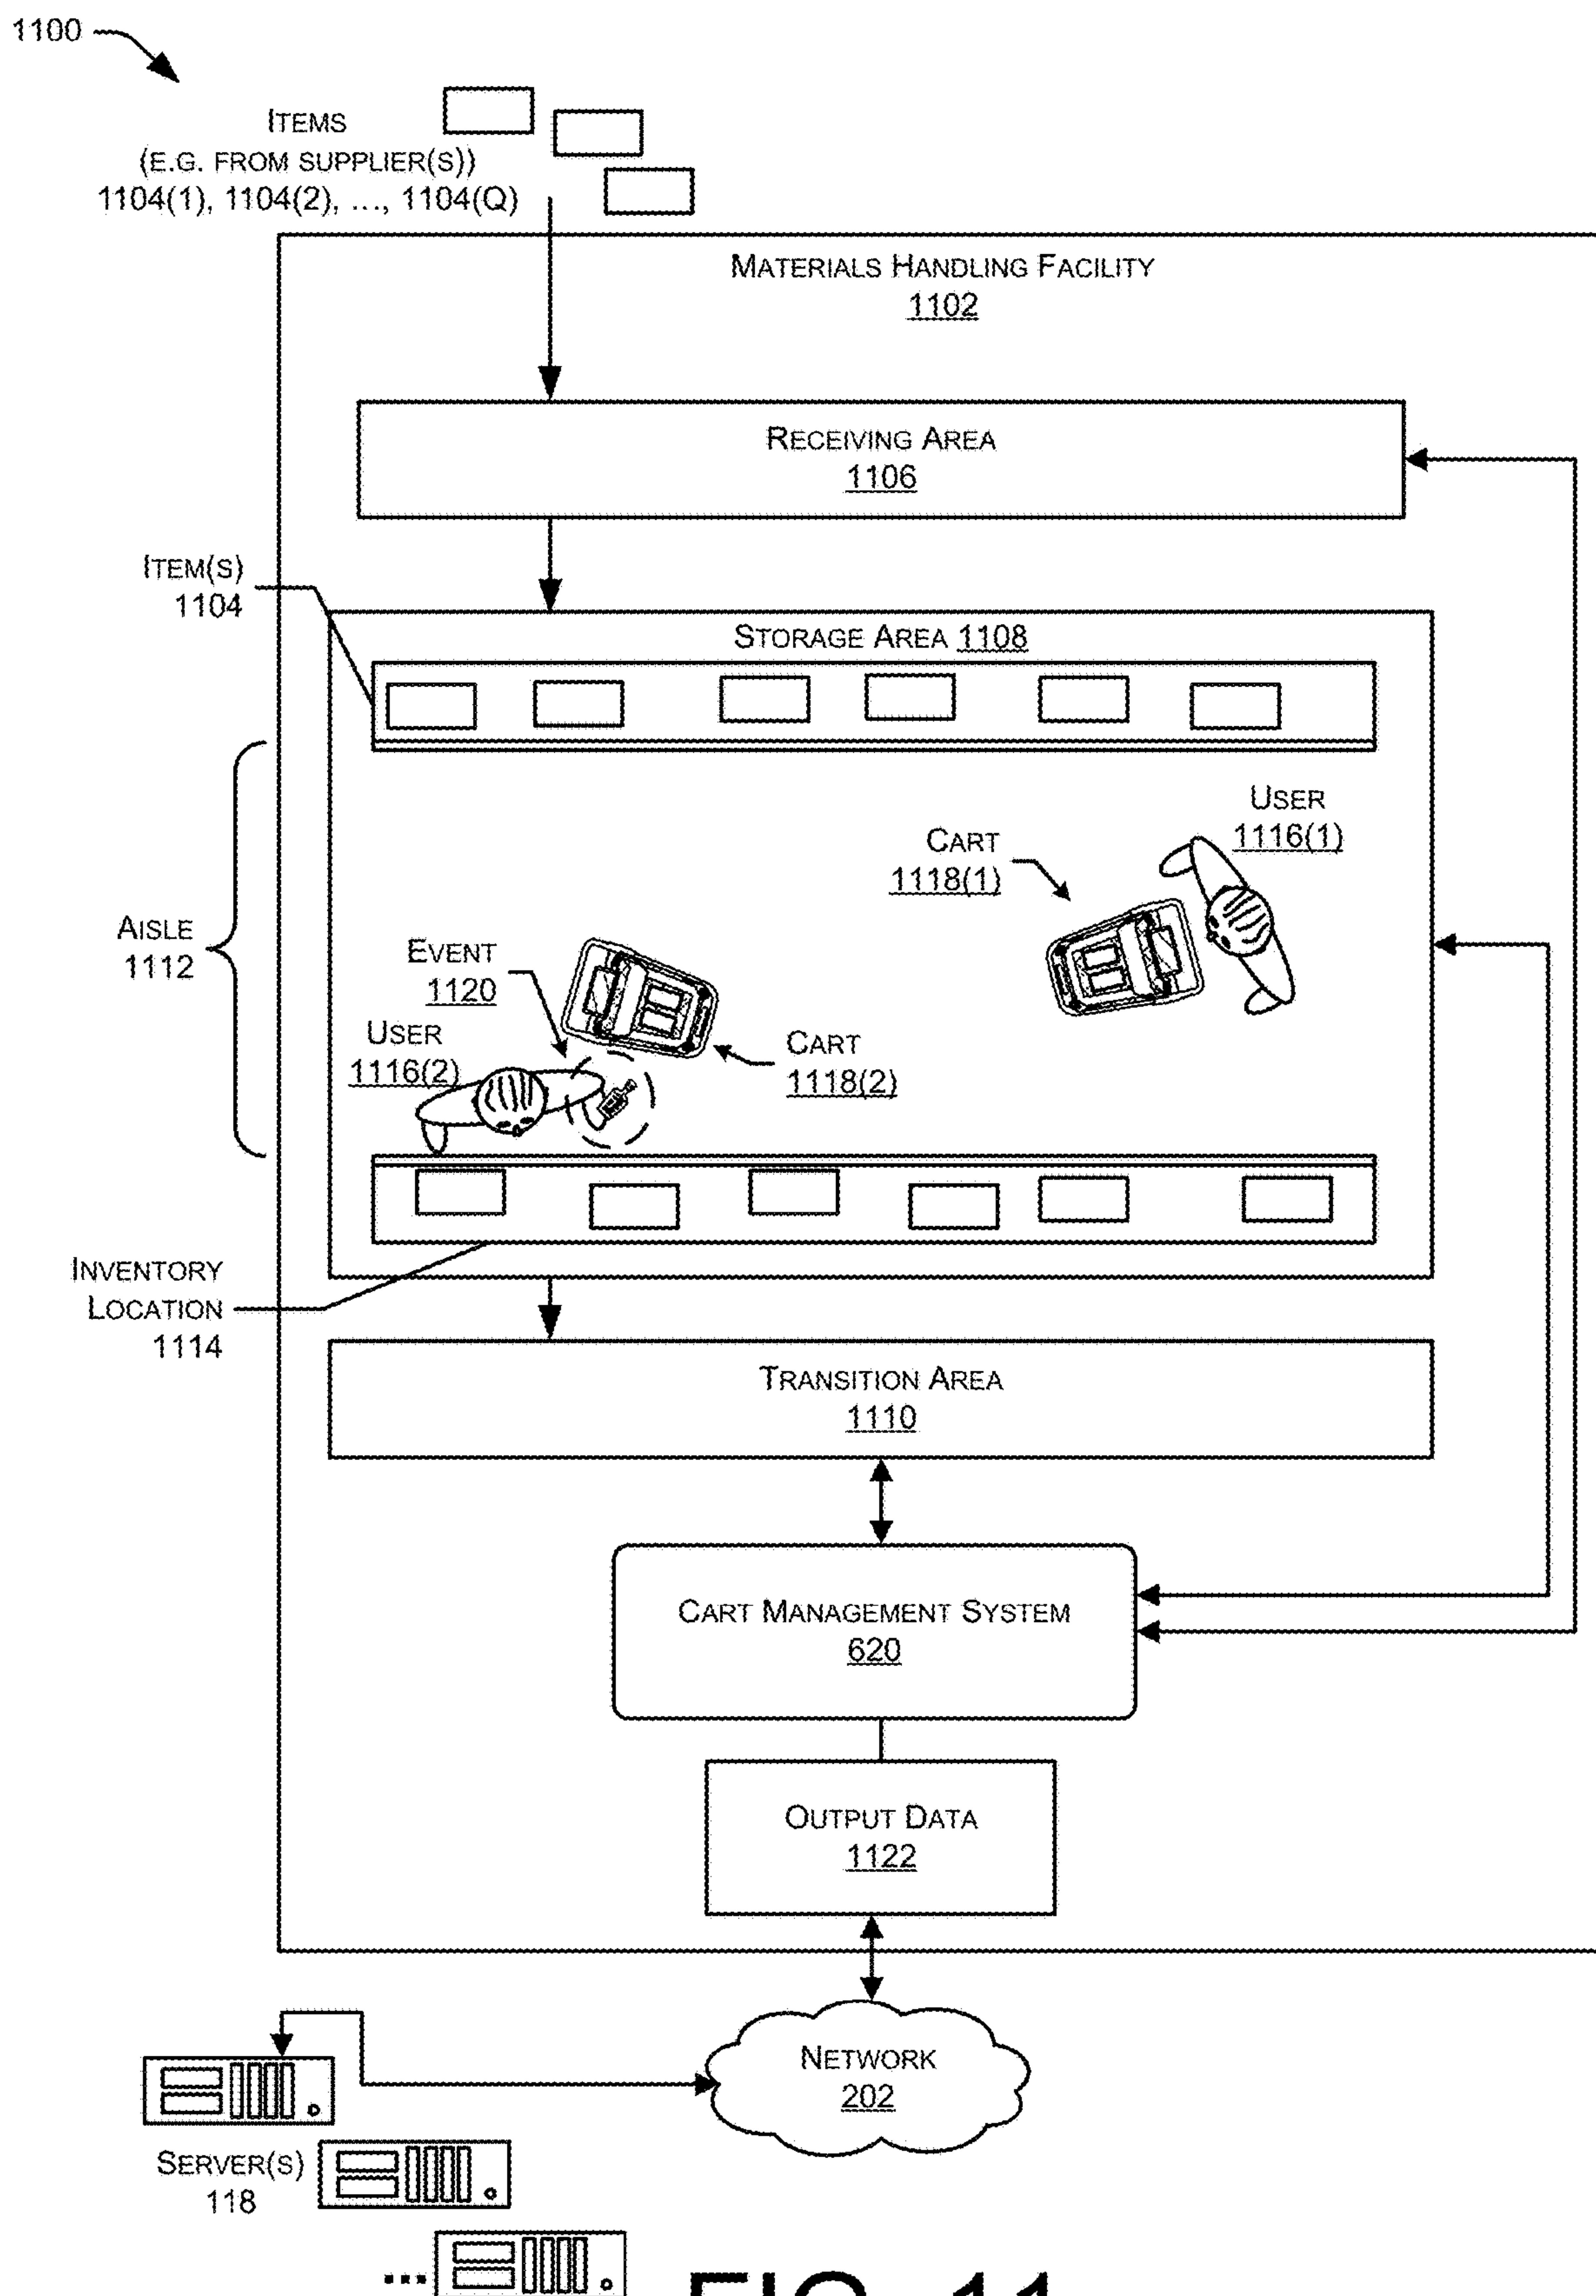 1100
ITEMS
(E.G. FROM SUPPLIER(S))
1104(1), 1104(2), ..., 1104(Q)
MATERIALS HANDLING FACILITY
1102
RECEIVING AREA
1106
ITEM(S)
1104
STORAGE AREA 1108
USER
1116(1)
CART
1118(1)
AISLE
1112
EVENT
1120
USER
1116(2)
CART
1118(2)
INVENTORY
LOCATION
1114
TRANSITION AREA
1110
CART MANAGEMENT SYSTEM
620
OUTPUT DATA
1122
NETWORK
202
SERVER(S)
118
...
FIG. 11